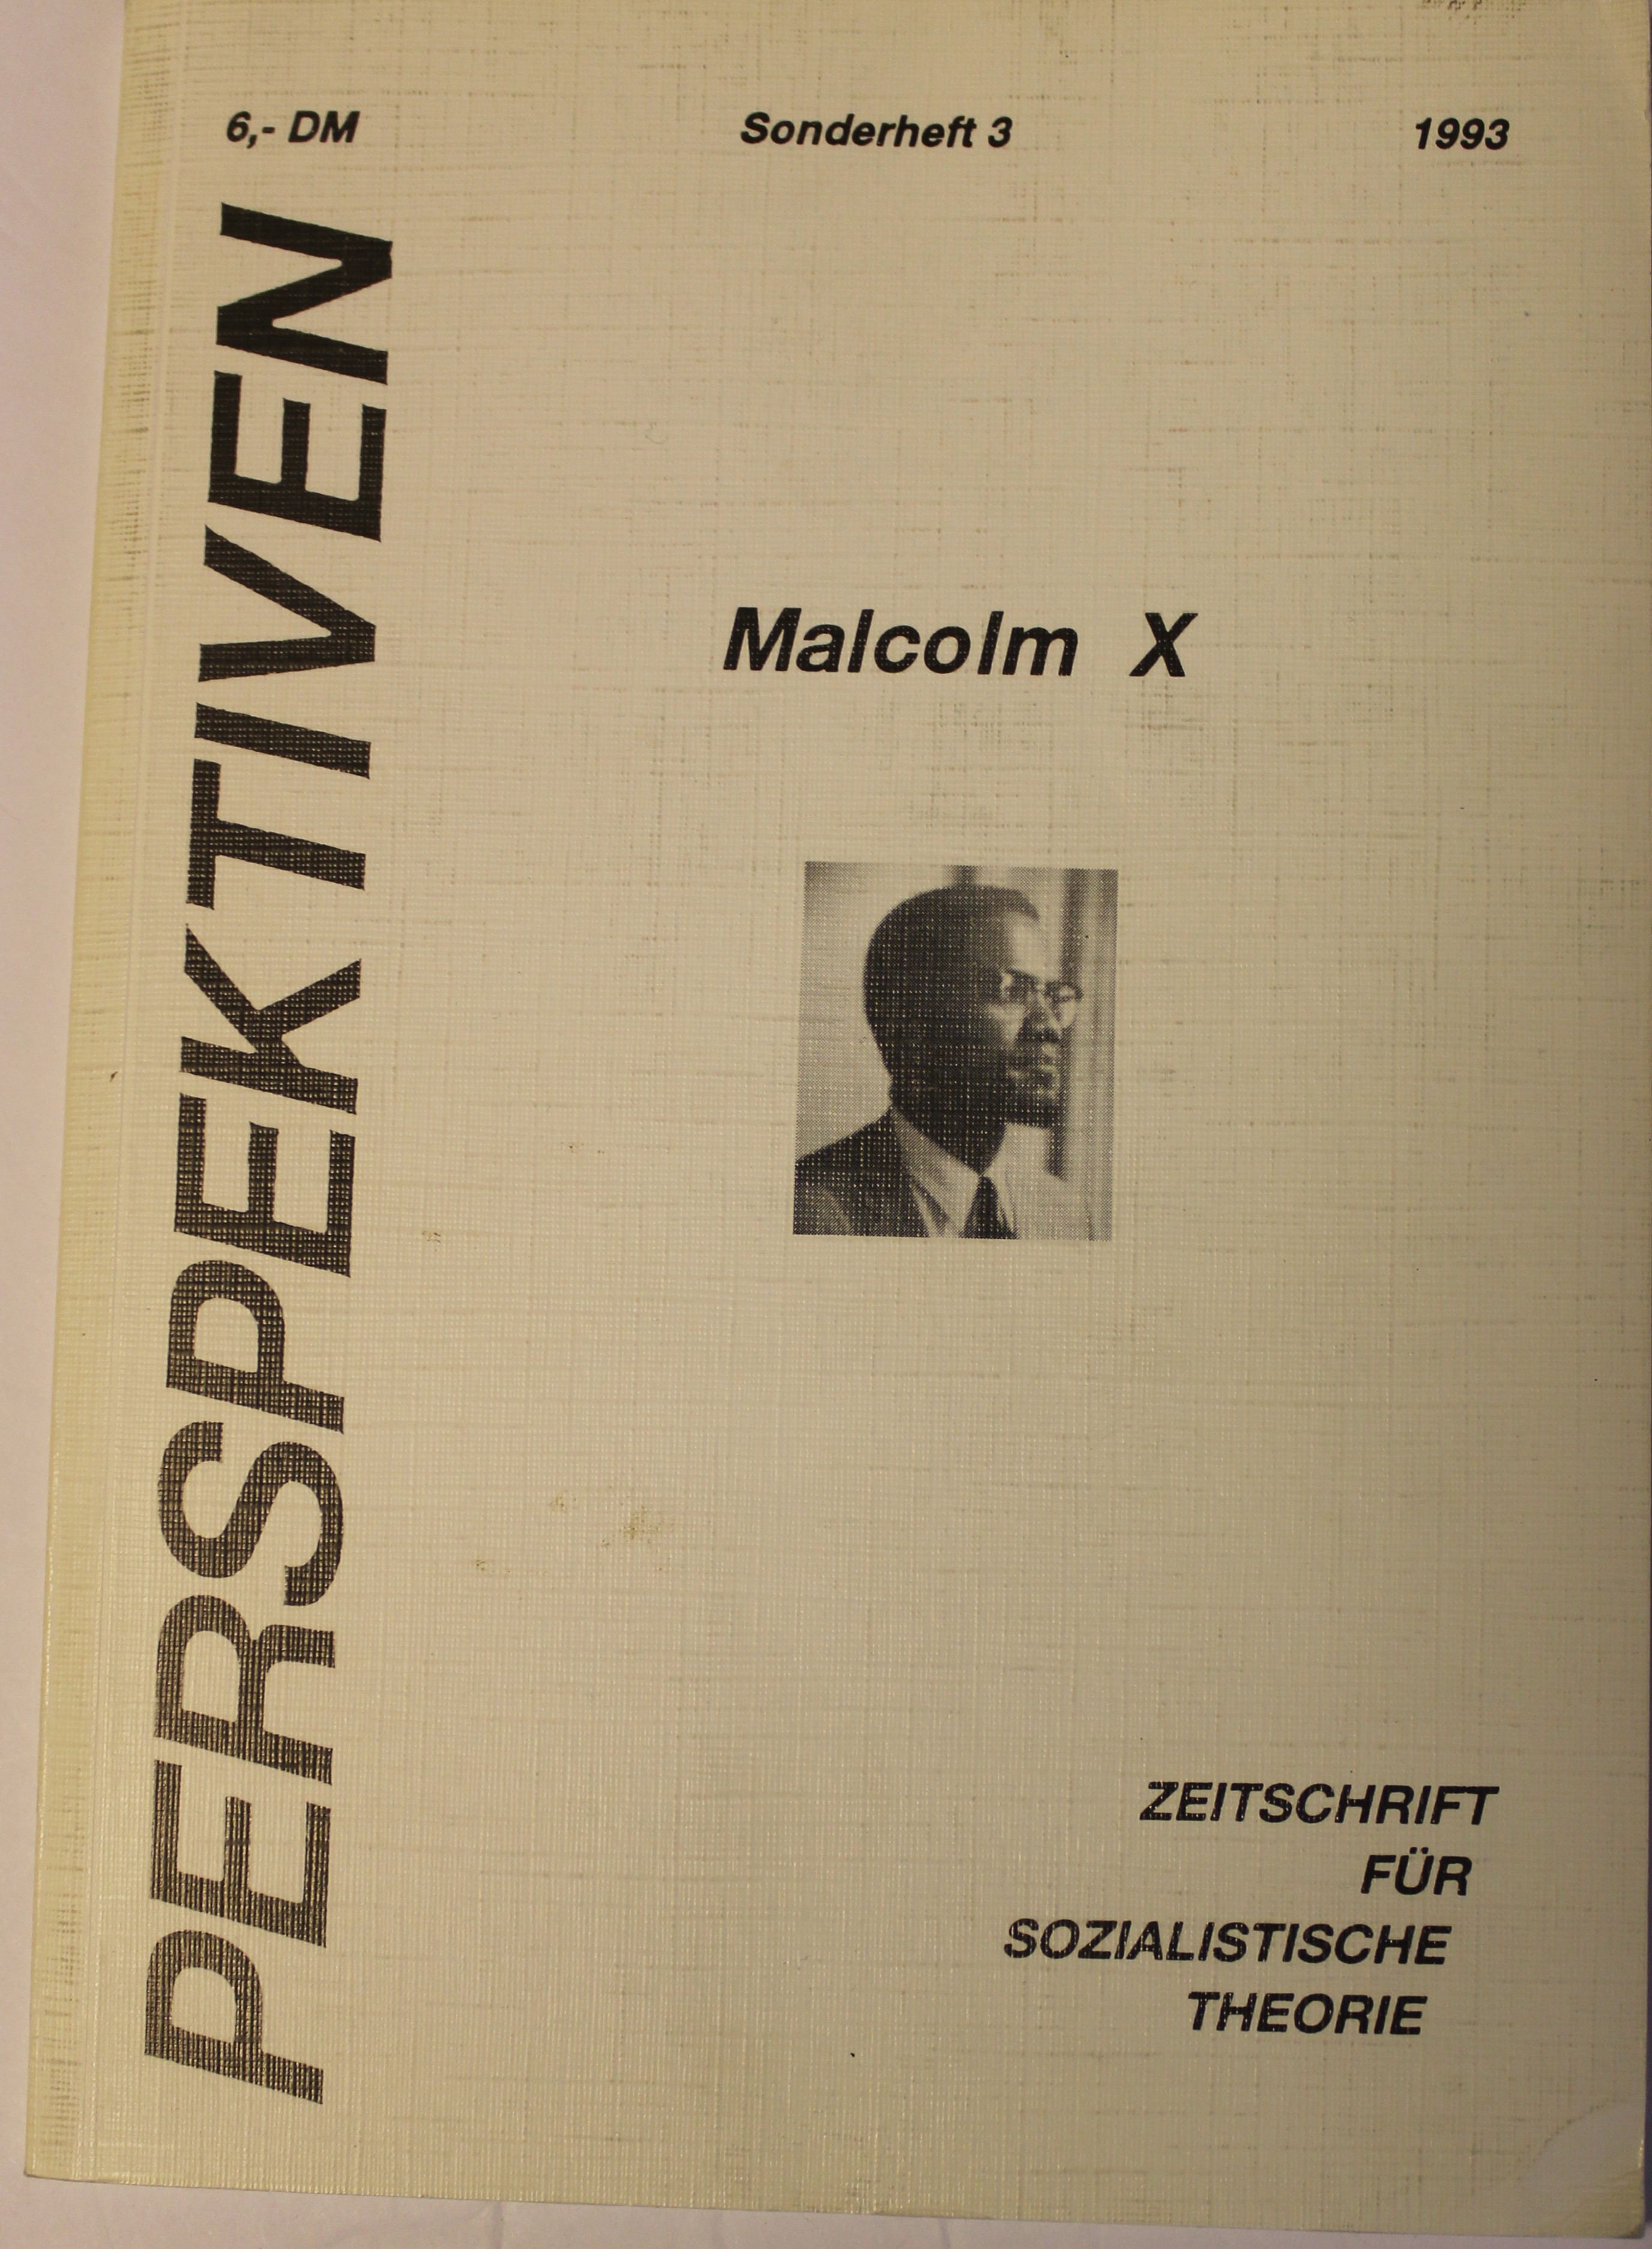 6,- DM
Sonderheft 3
1993
PERSPEKTIVEN
Malcolm X
ZEITSCHRIFT
FÜR
SOZIALISTISCHE
THEORIE